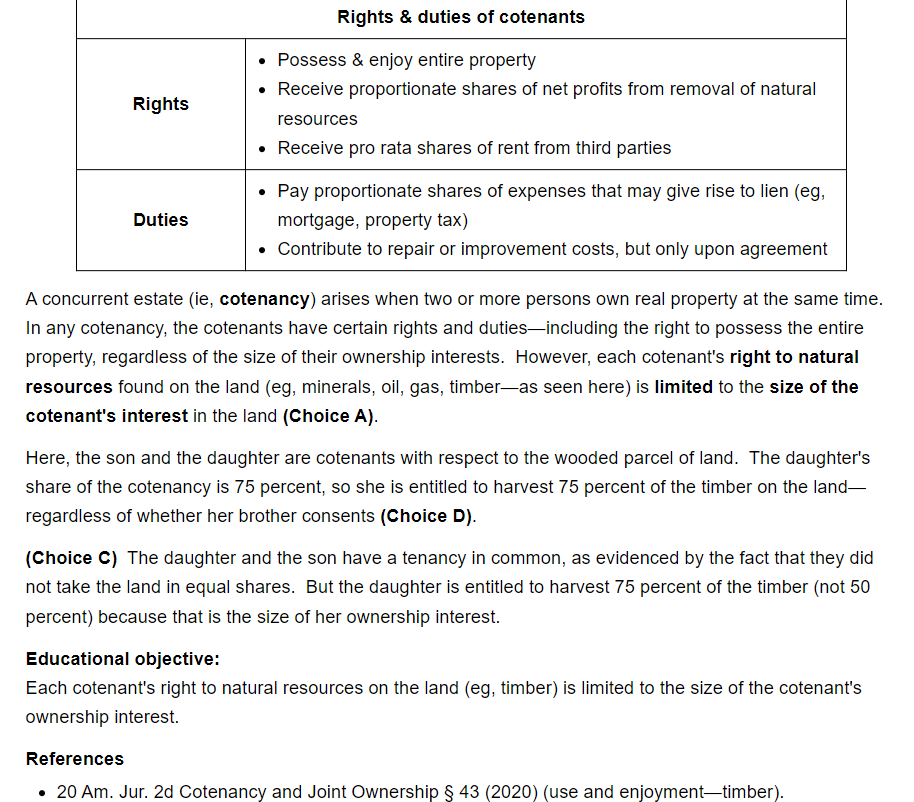 Rights & duties of cotenants
Rights
• Possess & enjoy entire property
• Receive proportionate shares of net profits from removal of natural
resources
• Receive pro rata shares of rent from third parties
Duties
• Pay proportionate shares of expenses that may give rise to lien (eg,
mortgage, property tax)
• Contribute to repair or improvement costs, but only upon agreement
A concurrent estate (ie, cotenancy) arises when two or more persons own real property at the same time.
In any cotenancy, the cotenants have certain rights and duties—including the right to possess the entire
property, regardless of the size of their ownership interests.  However, each cotenant's right to natural
resources found on the land (eg, minerals, oil, gas, timber—as seen here) is limited to the size of the
cotenant's interest in the land (Choice A).
Here, the son and the daughter are cotenants with respect to the wooded parcel of land.  The daughter's
share of the cotenancy is 75 percent, so she is entitled to harvest 75 percent of the timber on the land—
regardless of whether her brother consents (Choice D).
(Choice C)  The daughter and the son have a tenancy in common, as evidenced by the fact that they did
not take the land in equal shares.  But the daughter is entitled to harvest 75 percent of the timber (not 50
percent) because that is the size of her ownership interest.
Educational objective:
Each cotenant's right to natural resources on the land (eg, timber) is limited to the size of the cotenant's
ownership interest.
References
• 20 Am. Jur. 2d Cotenancy and Joint Ownership § 43 (2020) (use and enjoyment—timber).